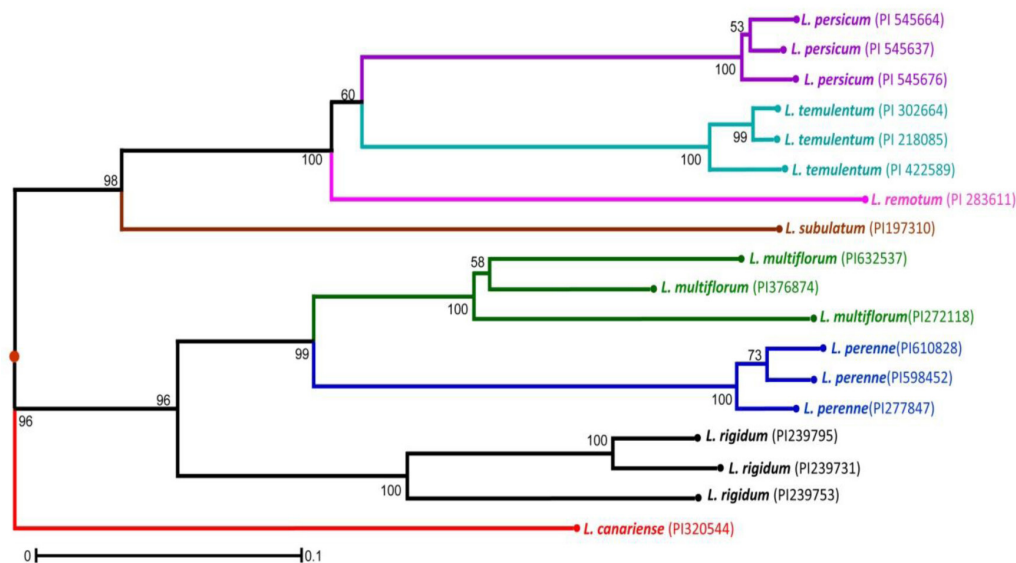 L. persicum (PI 545664)
53
L. persicum (PI 545637)
100
L. persicum (PI 545676)
60
L. temulentum (PI 302664)
99
L. temulentum (PI 218085)
100
100
L. temulentum (PI 422589)
98
L. remotum (PI 283611)
L. subulatum (PI197310)
58
L. multiflorum (PI632537)
L. multiflorum (PI376874)
100
L. multiflorum(PI272118)
99
73
L. perenne(PI610828)
L. perenne(PI598452)
96
100
L. perenne(PI277847)
96
100
L. rigidum (PI239795)
L. rigidum (PI239731)
100
L. rigidum (PI239753)
L. canariense (PI320544)
0 0.1